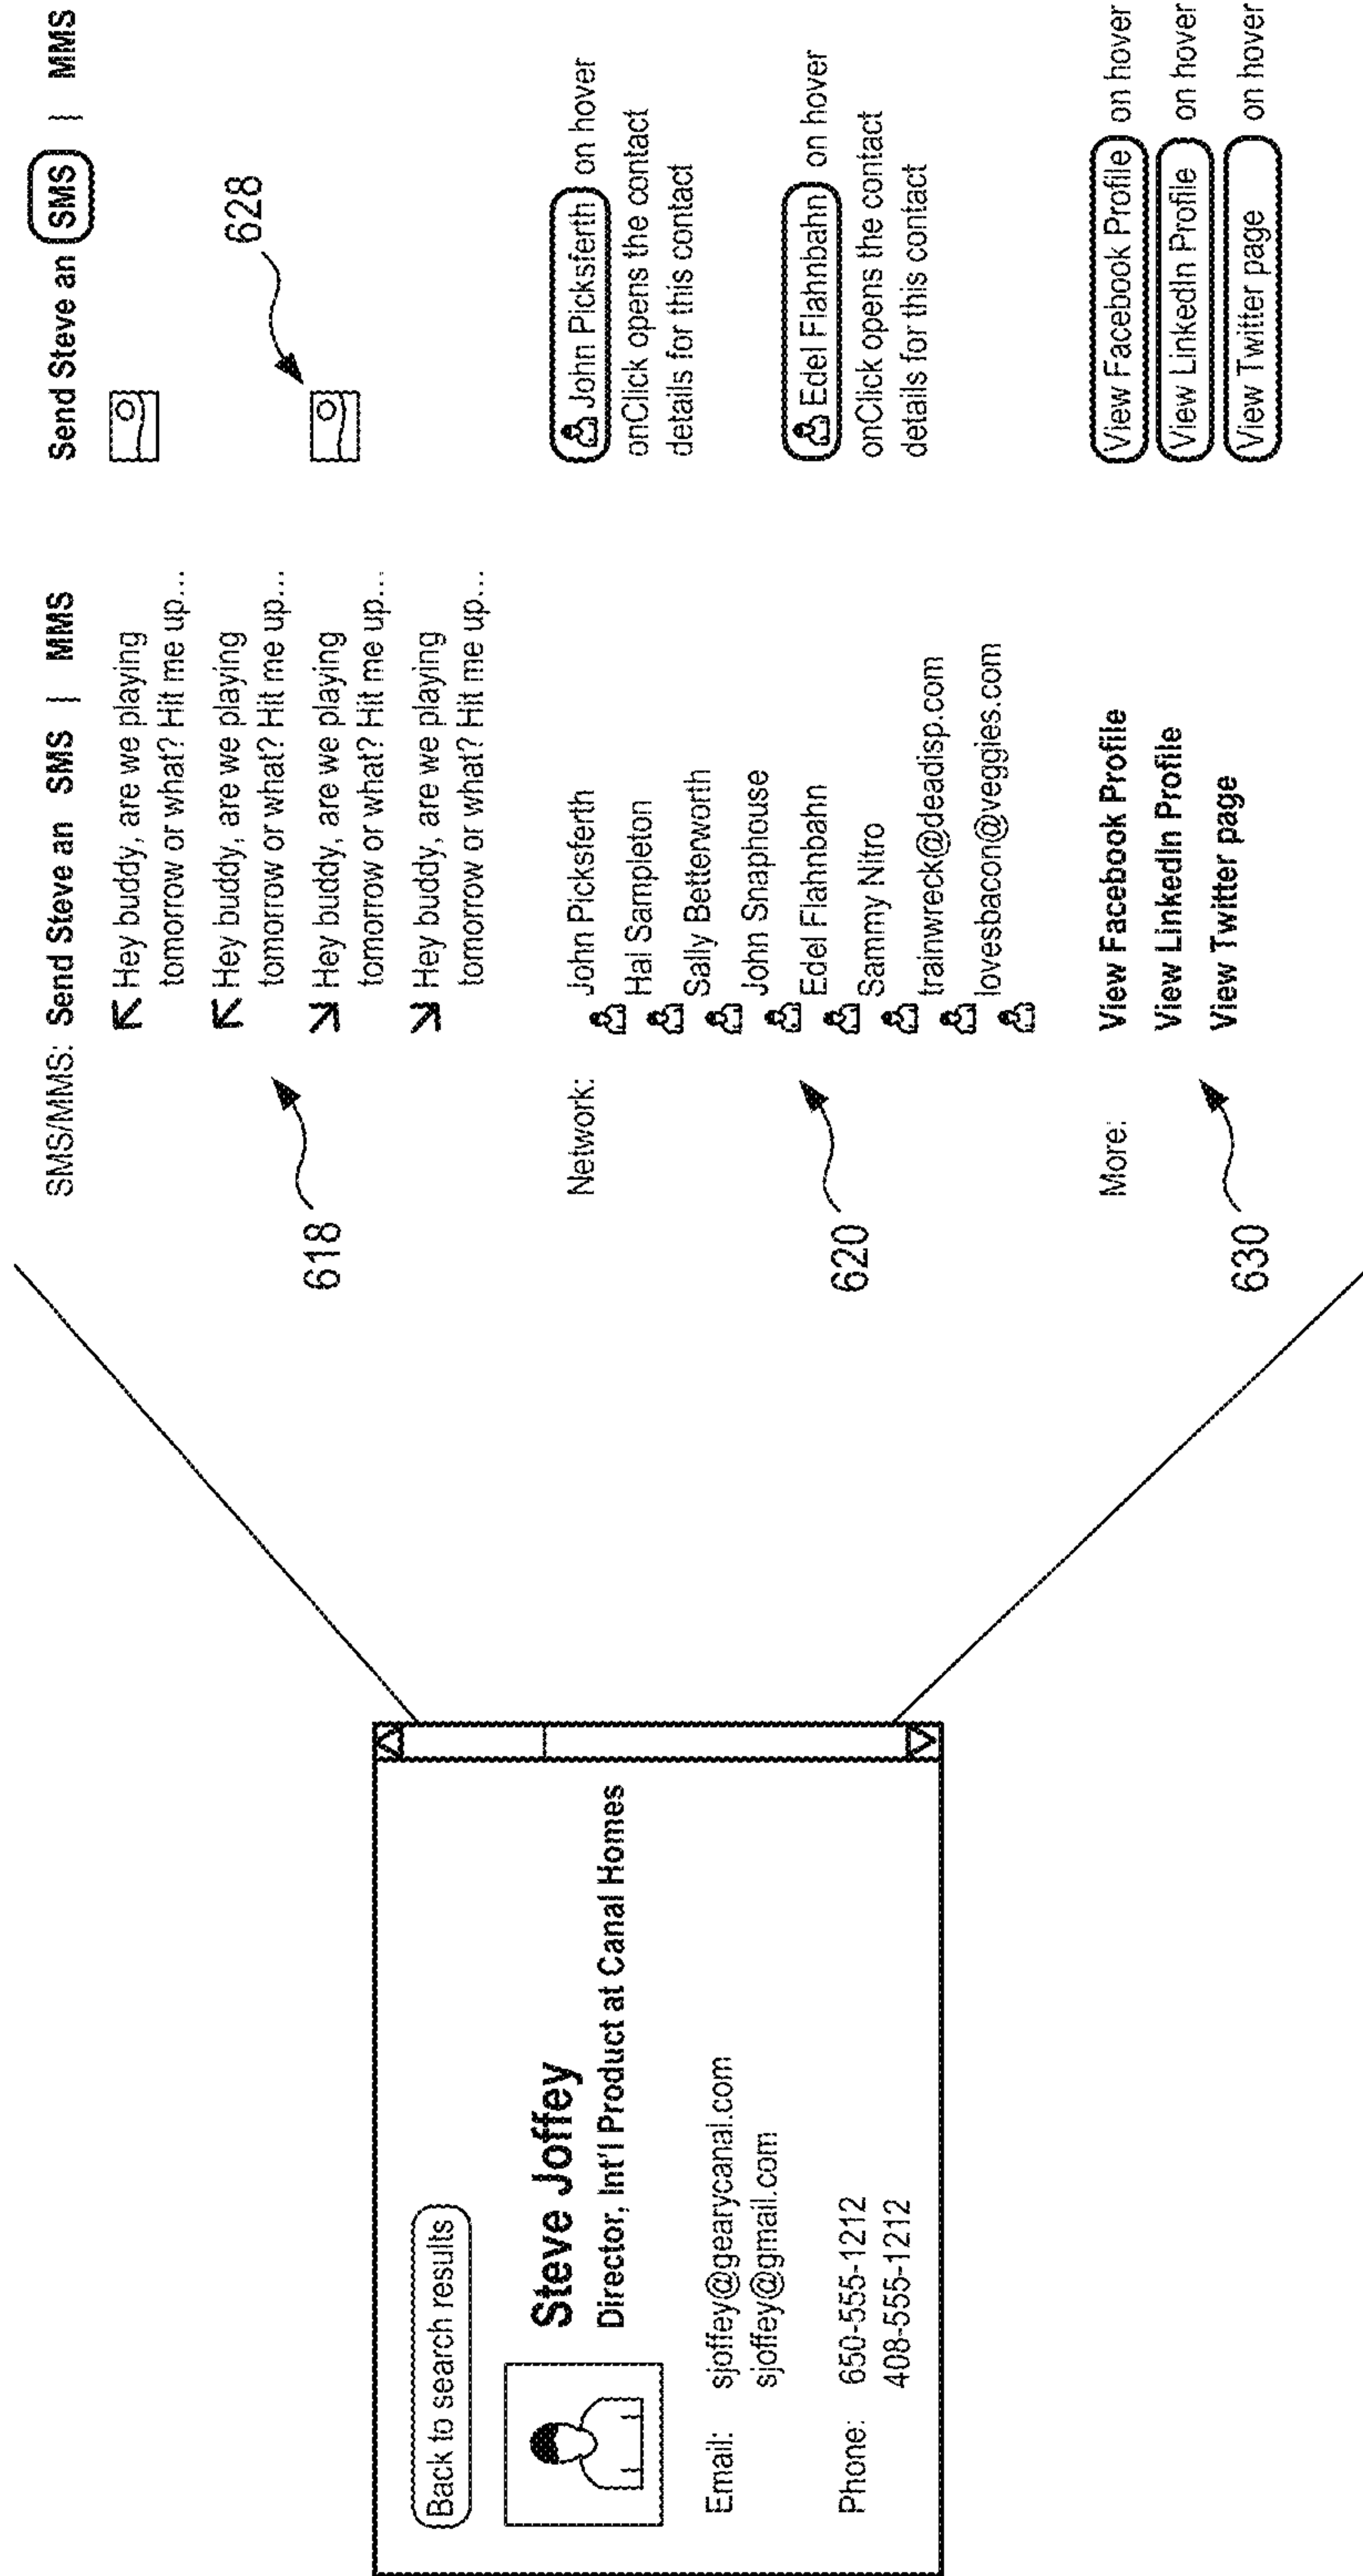 Back to search results
Steve Joffey
Director, Int'l Product at Canal Homes
Email: sjoffey@gearycanal.com
sjoffey@gmail.com
Phone: 650-555-1212
408-555-1212
SMS/MMS: Send Steve an SMS | MMS
Hey buddy, are we playing
tomorrow or what? Hit me up...
Hey buddy, are we playing
tomorrow or what? Hit me up...
Hey buddy, are we playing
tomorrow or what? Hit me up...
Hey buddy, are we playing
tomorrow or what? Hit me up...
618
Network: John Picksferth
Hal Sampleton
Sally Betterworth
John Snaphouse
Edel Flahnbahn
Sammy Nitro
trainwreck@deadisp.com
lovesbacon@veggies.com
620
More: View Facebook Profile
View LinkedIn Profile
View Twitter page
630
Send Steve an SMS | MMS
628
John Picksferth on hover
onClick opens the contact
details for this contact
Edel Flahnbahn on hover
onClick opens the contact
details for this contact
View Facebook Profile on hover
View LinkedIn Profile on hover
View Twitter page on hover